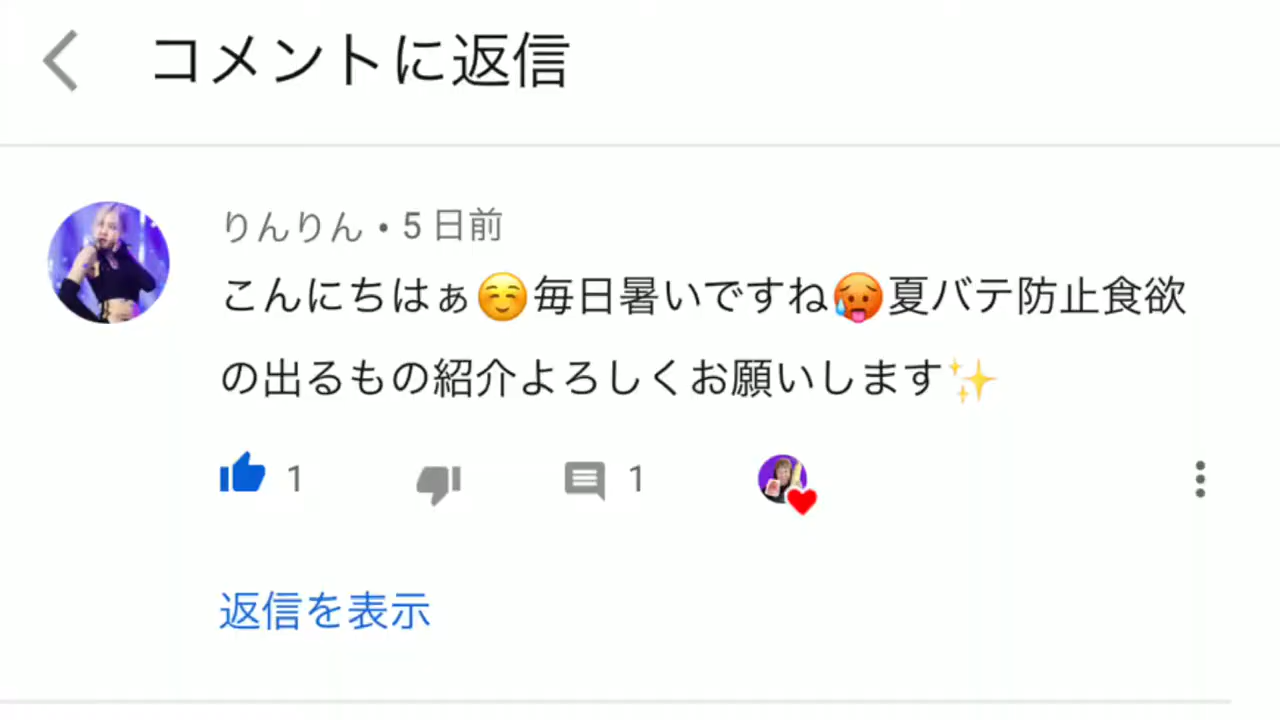 コメントに返信
りんりん・5 日前
こんにちはぁ☺️毎日暑いですね🥵夏バテ防止食欲
の出るもの紹介よろしくお願いします✨
1 1
返信を表示